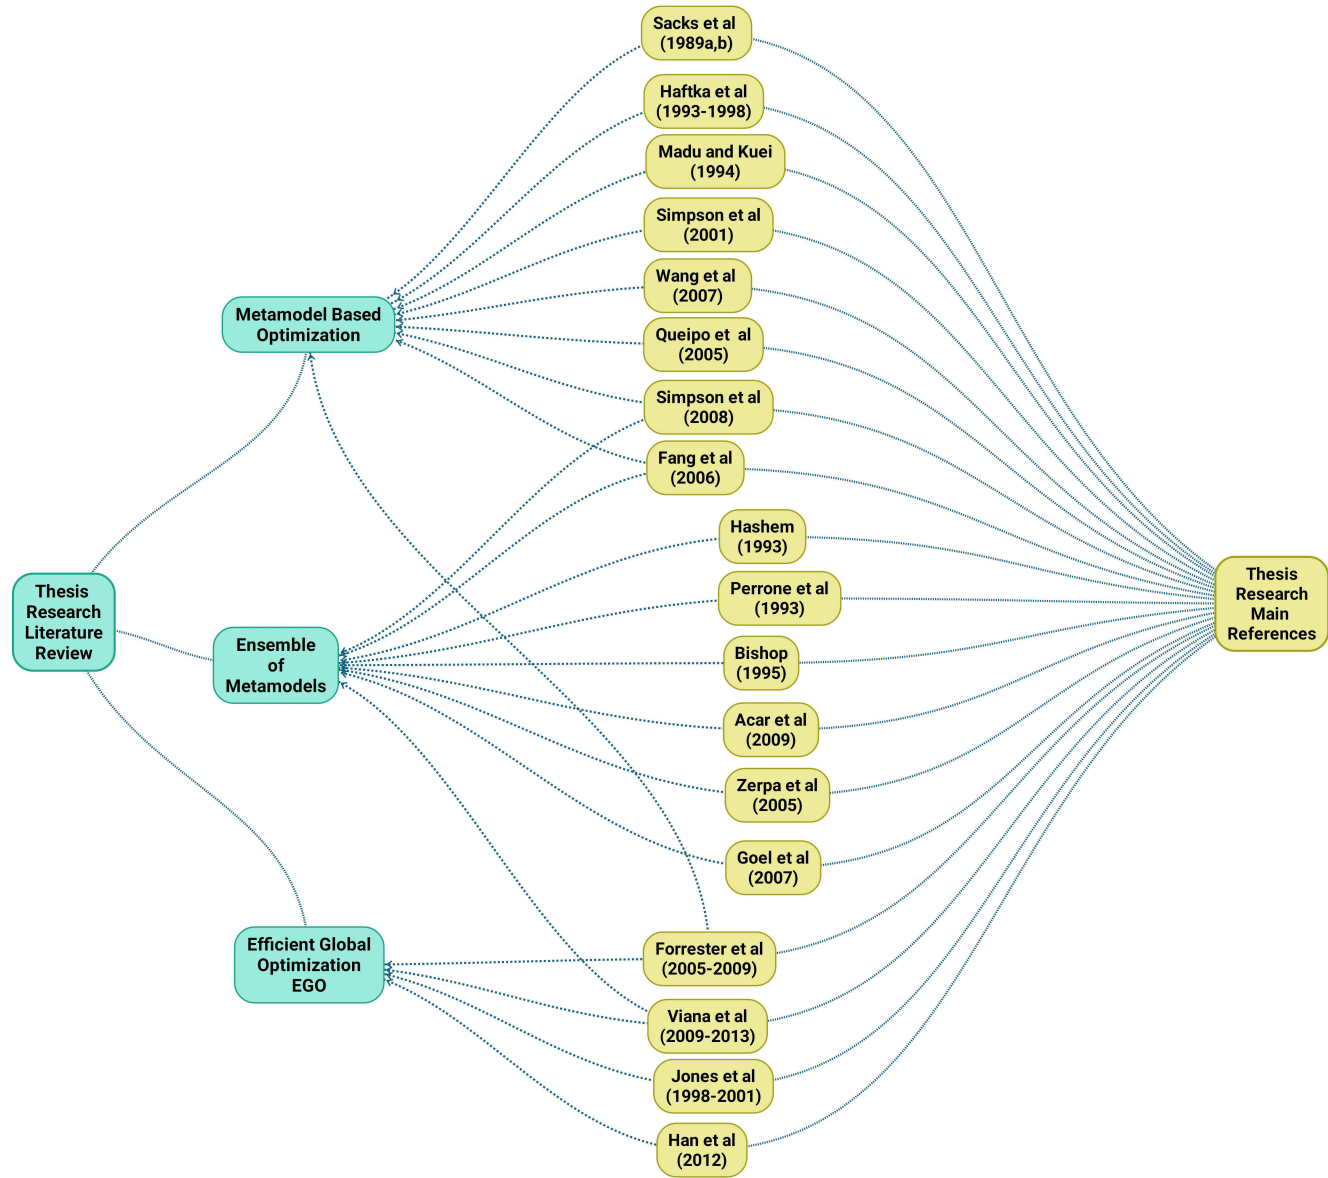 Sacks et al
(1989a,b)
Haftka et al
(1993-1998)
Madu and Kuei
(1994)
Simpson et al
(2001)
Wang et al
(2007)
Metamodel Based
Optimization
Queipo et  al
(2005)
Simpson et al
(2008)
Fang et al
(2006)
Hashem
(1993)
Perrone et al
(1993)
Thesis
Research
Literature
Review
Thesis
Research
Main
References
Ensemble
of
Metamodels
Bishop
(1995)
Acar et al
(2009)
Zerpa et al
(2005)
Goel et al
(2007)
Efficient Global
Optimization
EGO
Forrester et al
(2005-2009)
Viana et al
(2009-2013)
Jones et al
(1998-2001)
Han et al
(2012)